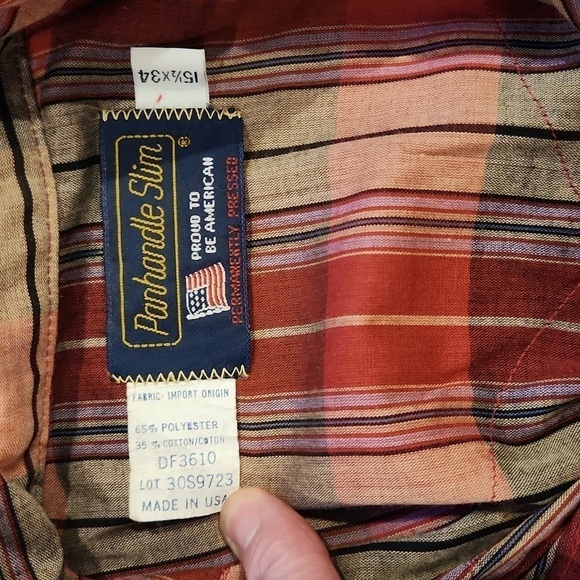 15½X34
Panhandle Slim®
PROUD TO
BE AMERICAN
PERMANENTLY PRESSED
FABRIC: IMPORT ORIGIN
65% POLYESTER
35% COTTON/COTON
DF3610
LOT 30S9723
MADE IN USA